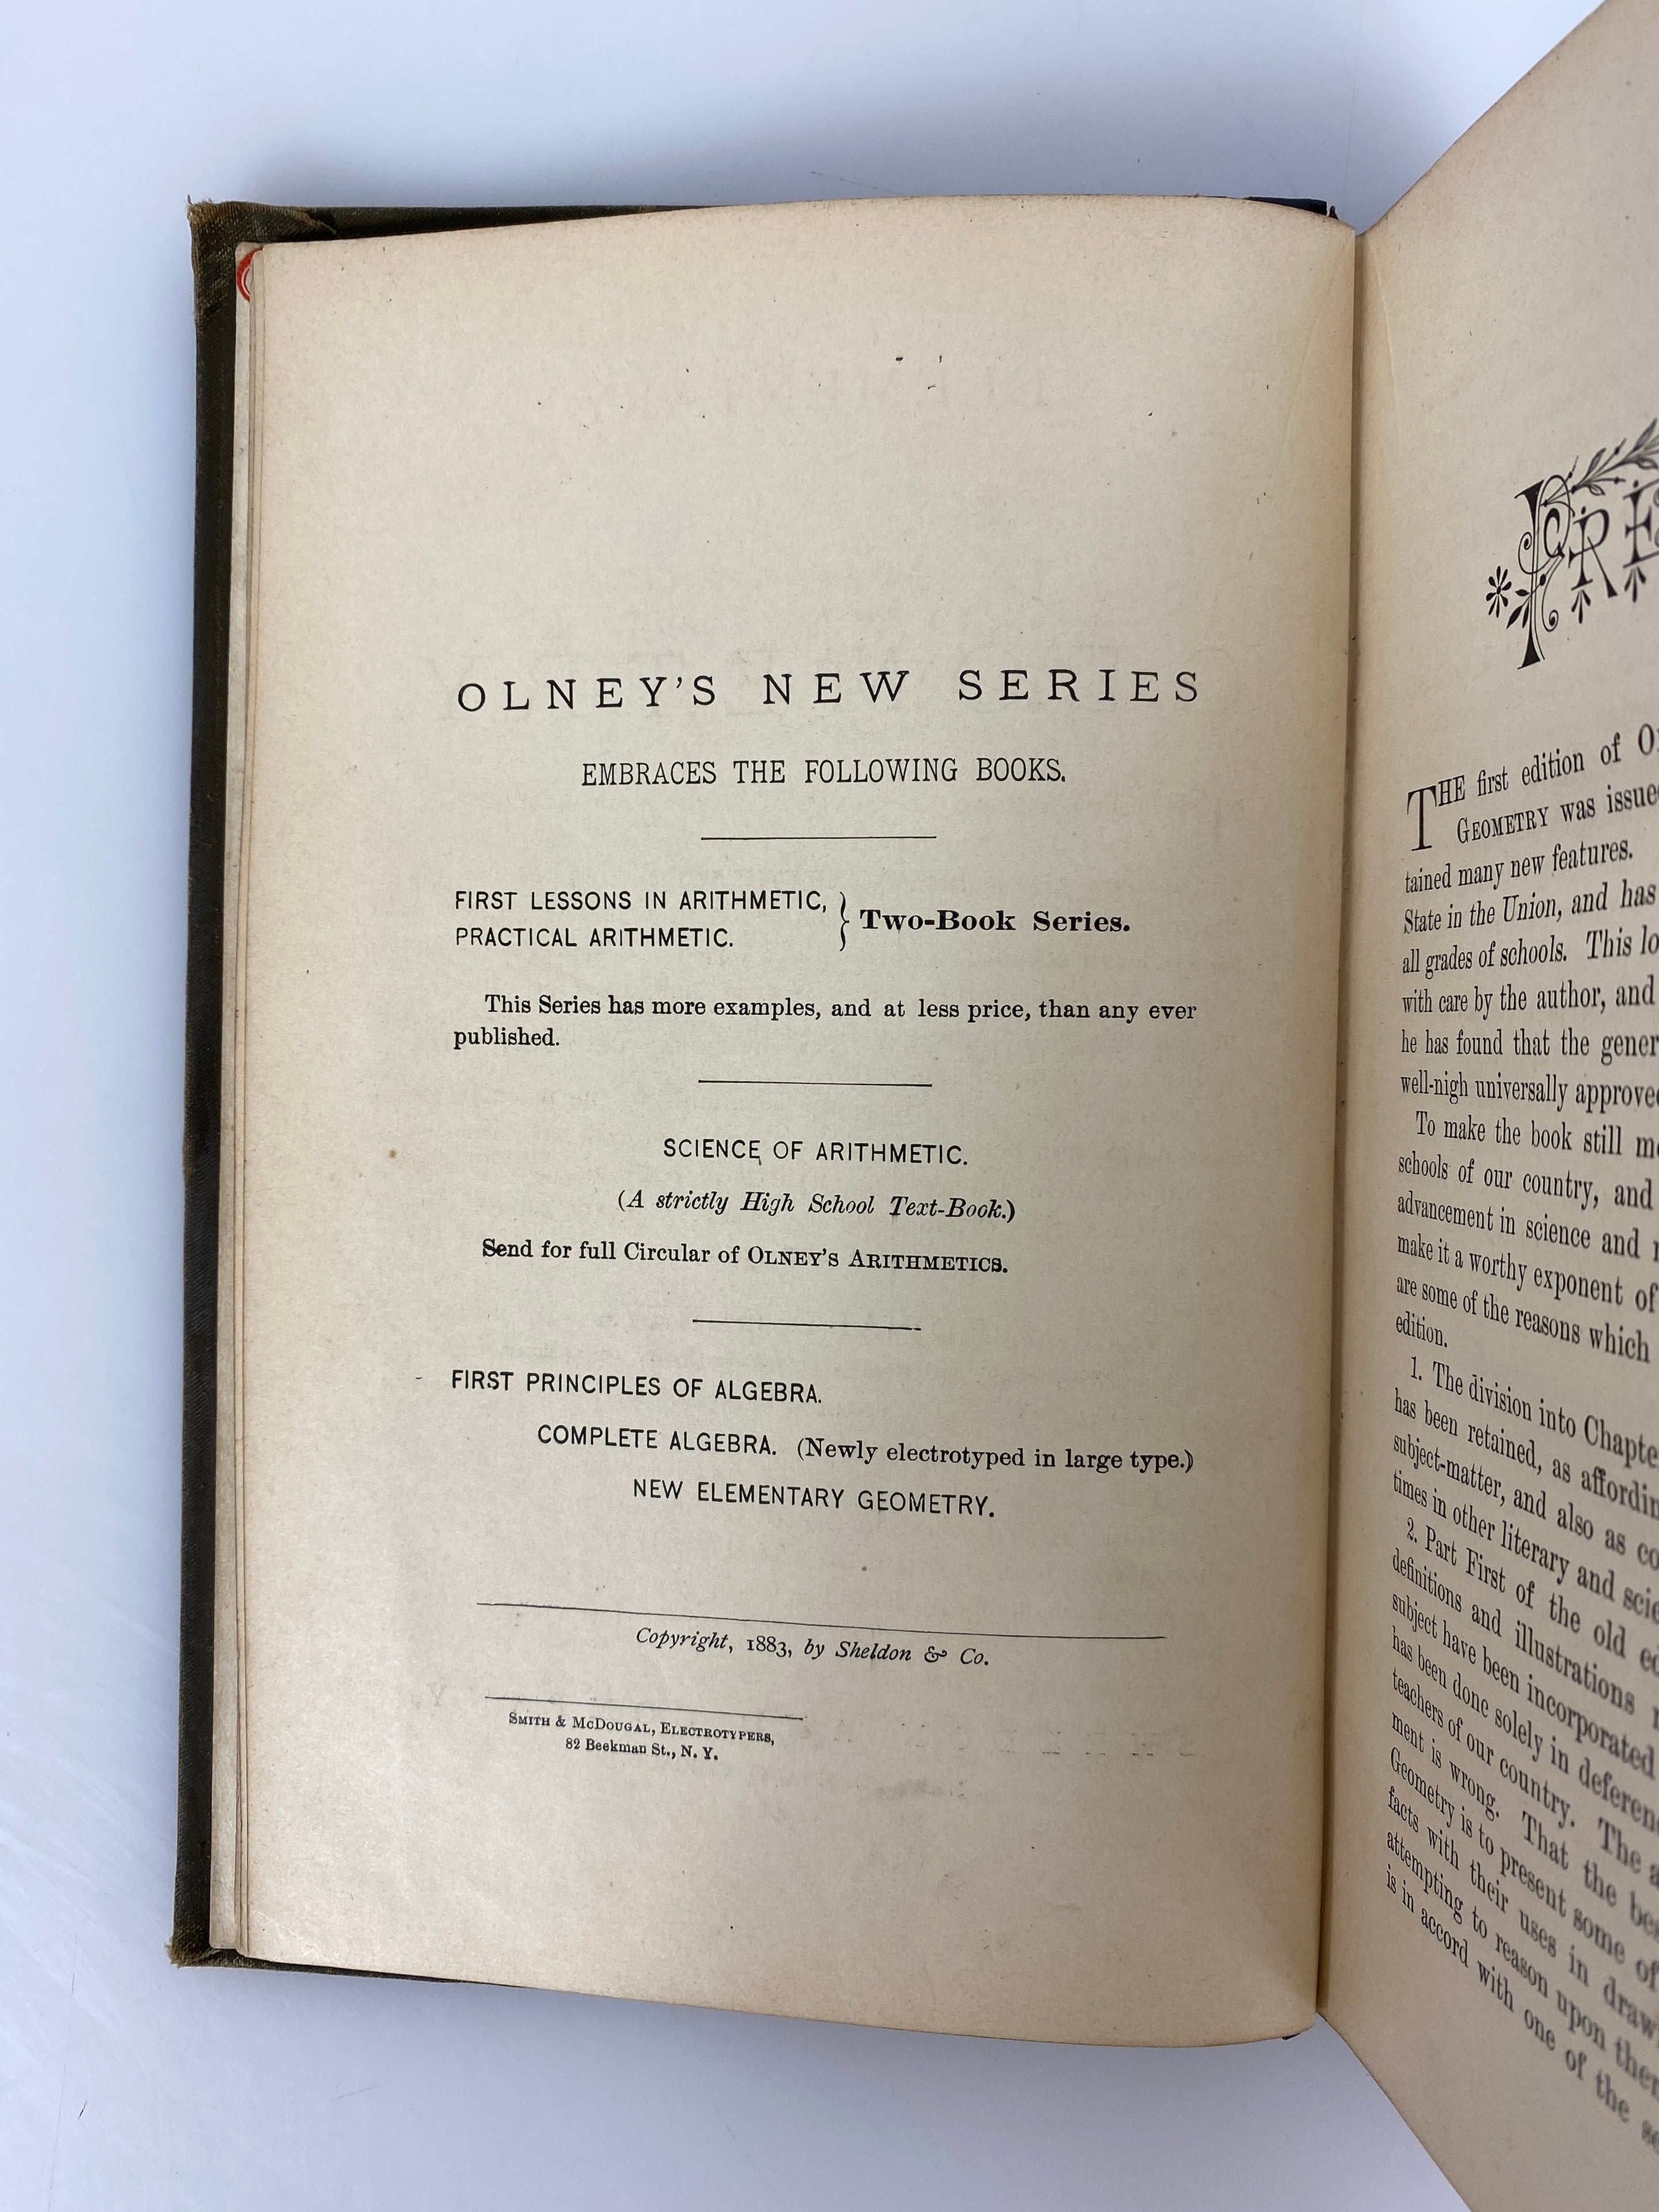 OLNEY'S NEW SERIES
EMBRACES THE FOLLOWING BOOKS.
FIRST LESSONS IN ARITHMETIC,
PRACTICAL ARITHMETIC.
} Two-Book Series.
This Series has more examples, and at less price, than any ever
published.
SCIENCE OF ARITHMETIC.
(A strictly High School Text-Book.)
Send for full Circular of OLNEY'S ARITHMETICS.
FIRST PRINCIPLES OF ALGEBRA.
COMPLETE ALGEBRA. (Newly electrotyped in large type.)
NEW ELEMENTARY GEOMETRY.
Copyright, 1883, by Sheldon & Co.
SMITH & MCDOUGAL, ELECTROTYPERS,
82 Beekman St., N. Y.
THE first edition of
GEOMETRY was
tained many new features.
State in the Union, and has
all grades of schools. This
with care by the author, and
he has found that the
well-nigh universally
To make the book still
schools of our country, and
advancement in science and
make it a worthy exponent of
are some of the reasons which
edition.
1. The division into
has been retained, as
subject-matter, and also as
times in other literary and
2. Part First of the old
definitions and illustrations
subject have been incorporated
has been done solely in
teachers of our country. The
ment is wrong. That the
Geometry is to present some of
facts with their uses in
attempting to reason upon
is in accord with one of the